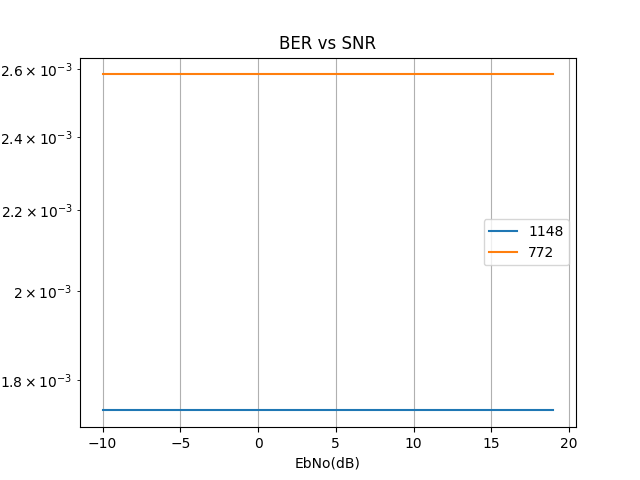 BER vs SNR
2.6 × 10⁻³
2.4 × 10⁻³
2.2 × 10⁻³
2 × 10⁻³
1.8 × 10⁻³
1148
772
−10 −5 0 5 10 15 20
EbNo(dB)